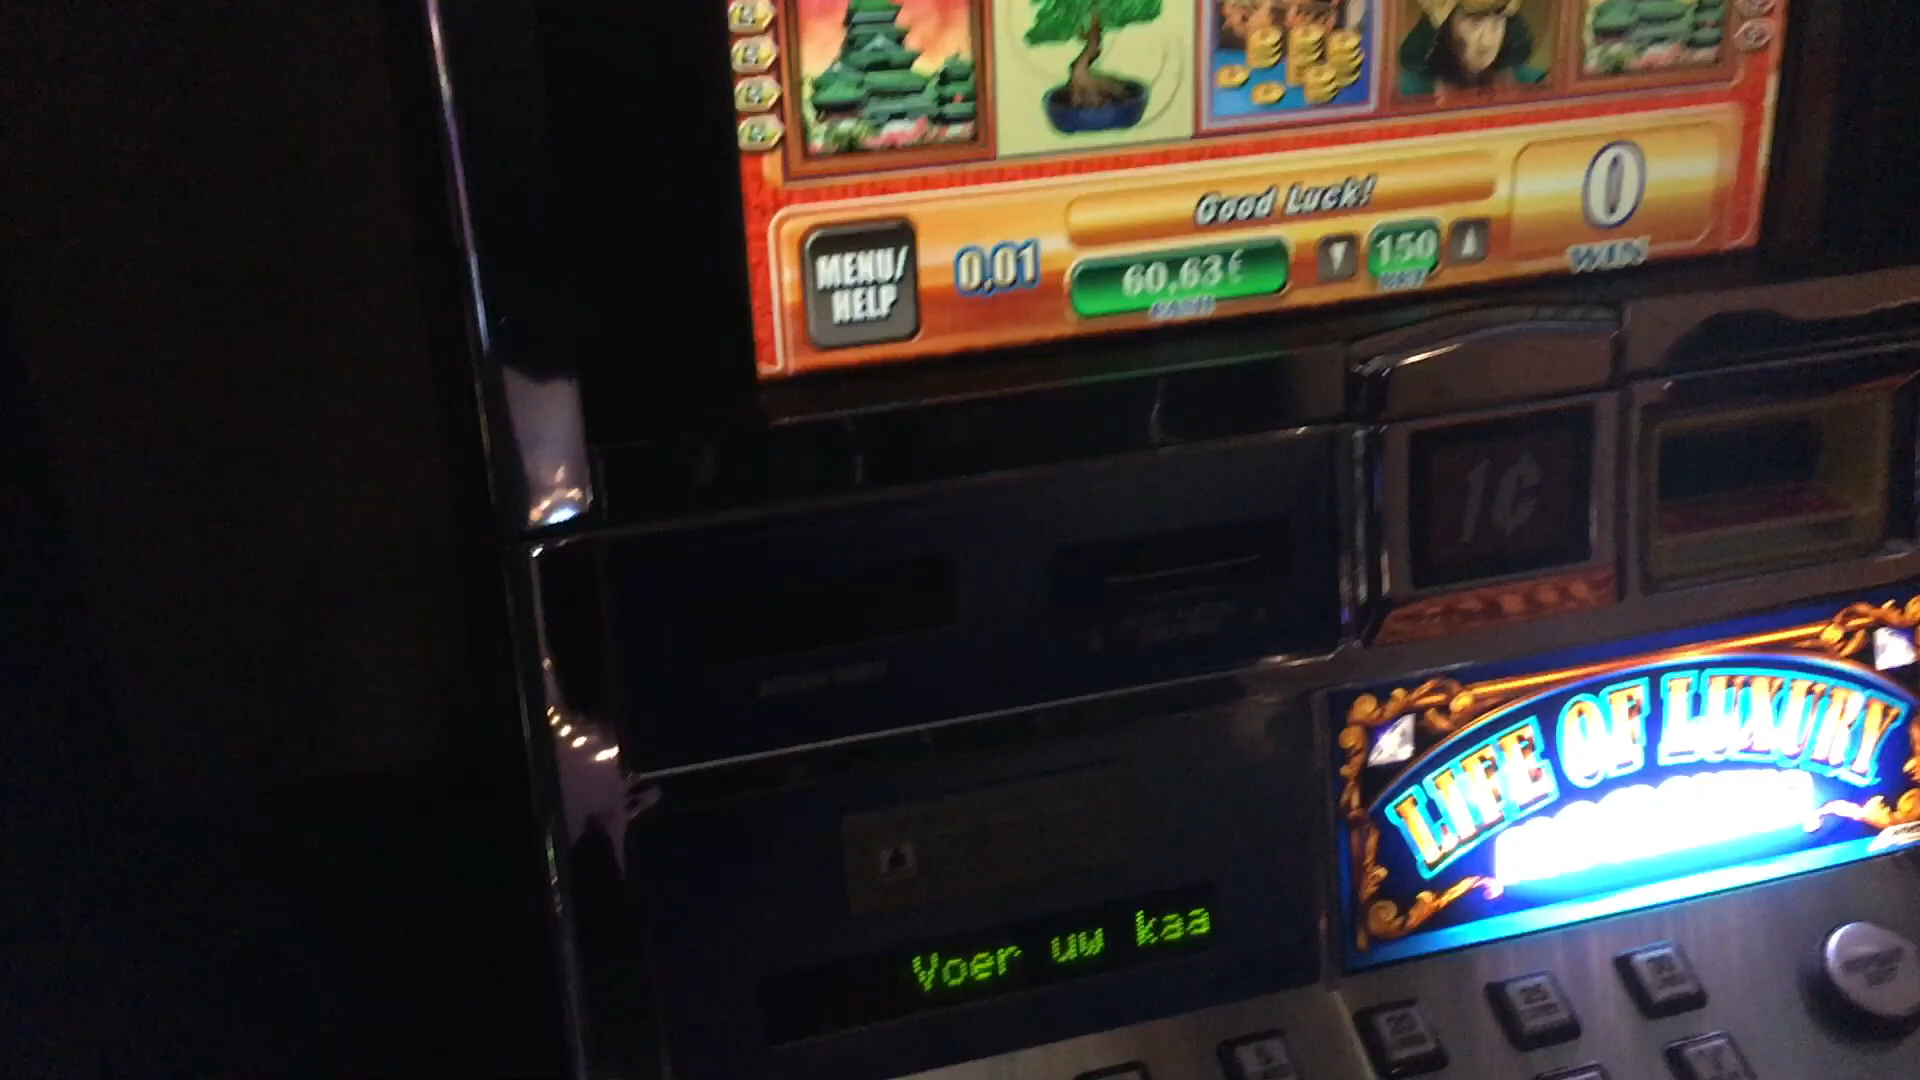 Good Luck!
MENU/
HELP
0,01
60,63€
150
0
WIN
1¢
LIFE OF LUXURY
Voer uw kaa